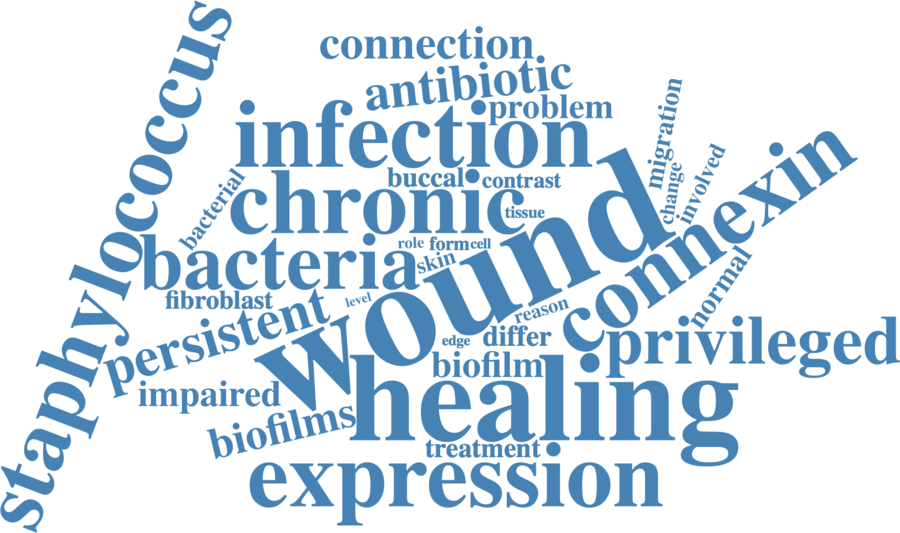 staphylococcus
connection
antibiotic
problem
infection
migration
connexin
buccal
contrast
change
involved
bacterial
chronic
tissue
wound
bacteria
role
form
cell
skin
normal
fibroblast
level
persistent
reason
edge
differ
privileged
biofilm
impaired
healing
biofilms
treatment
expression